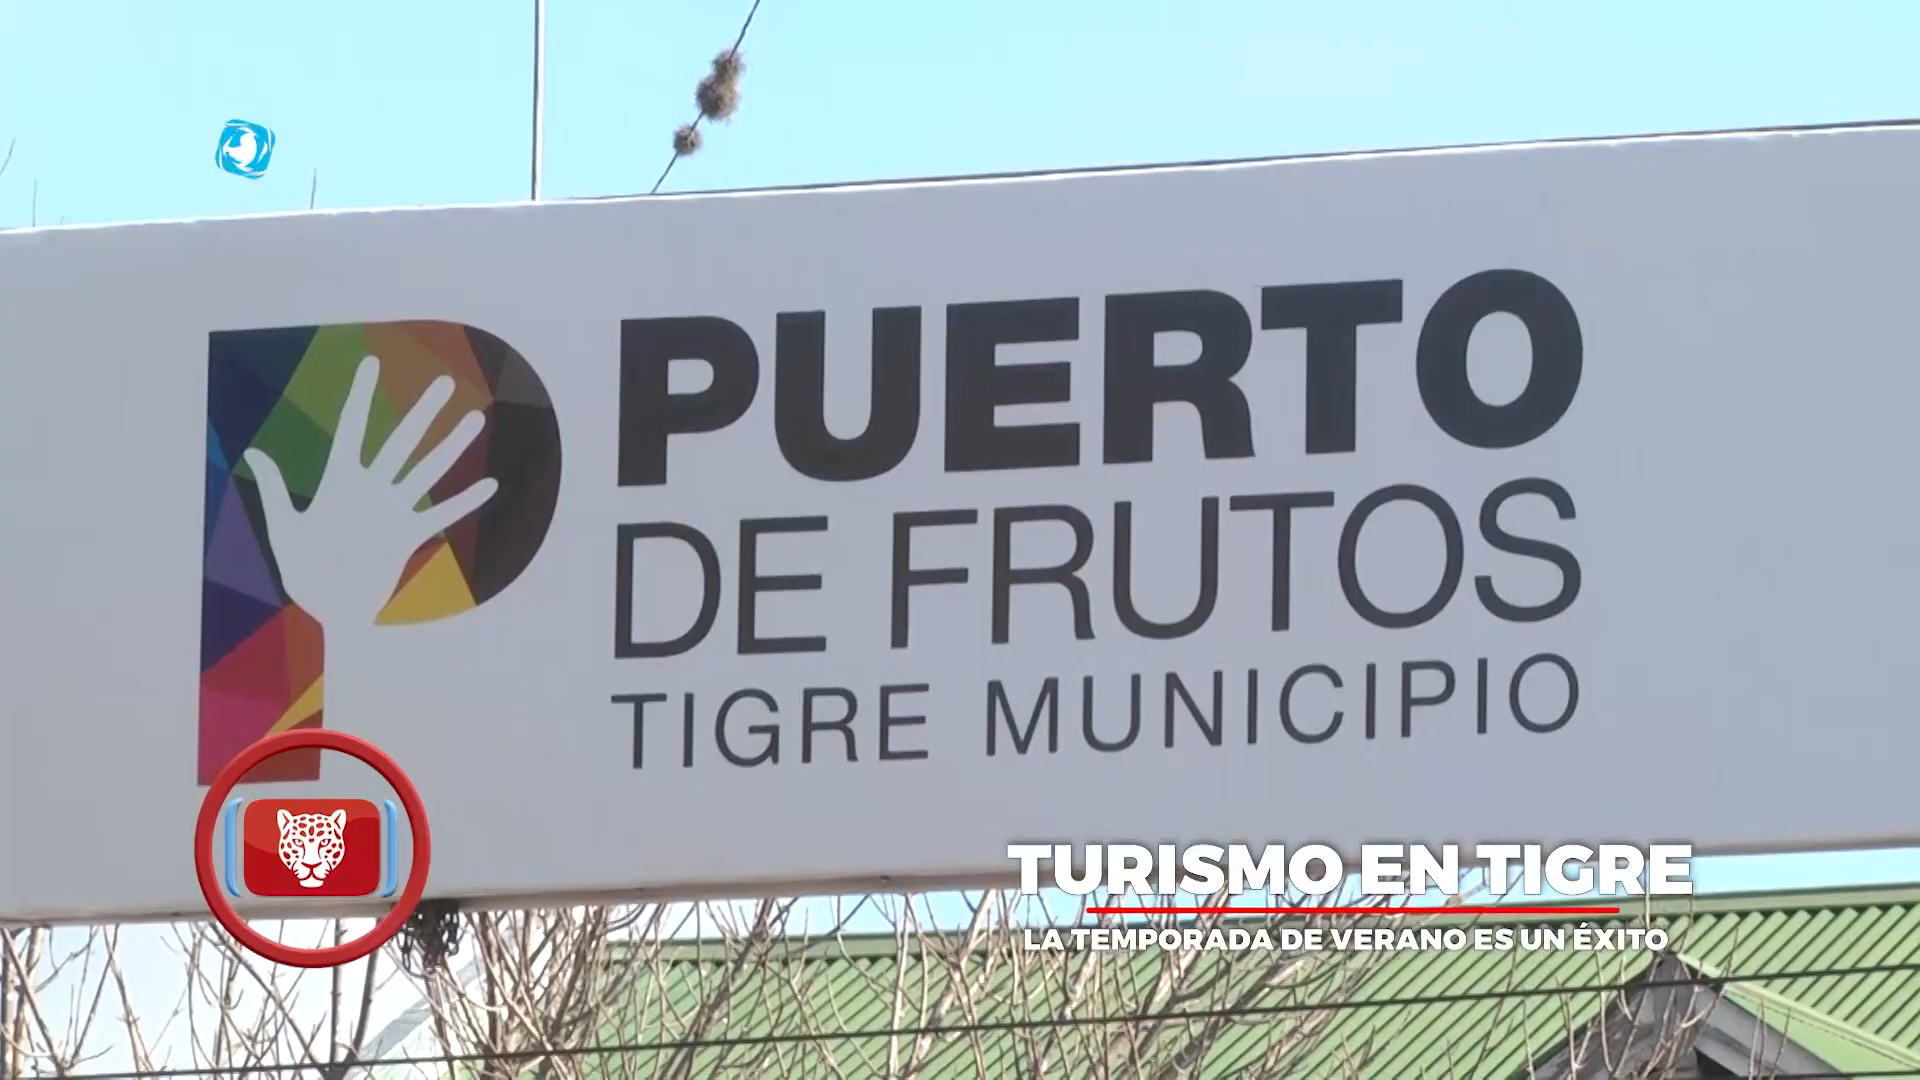 PUERTO
DE FRUTOS
TIGRE MUNICIPIO
TURISMO EN TIGRE
LA TEMPORADA DE VERANO ES UN ÉXITO